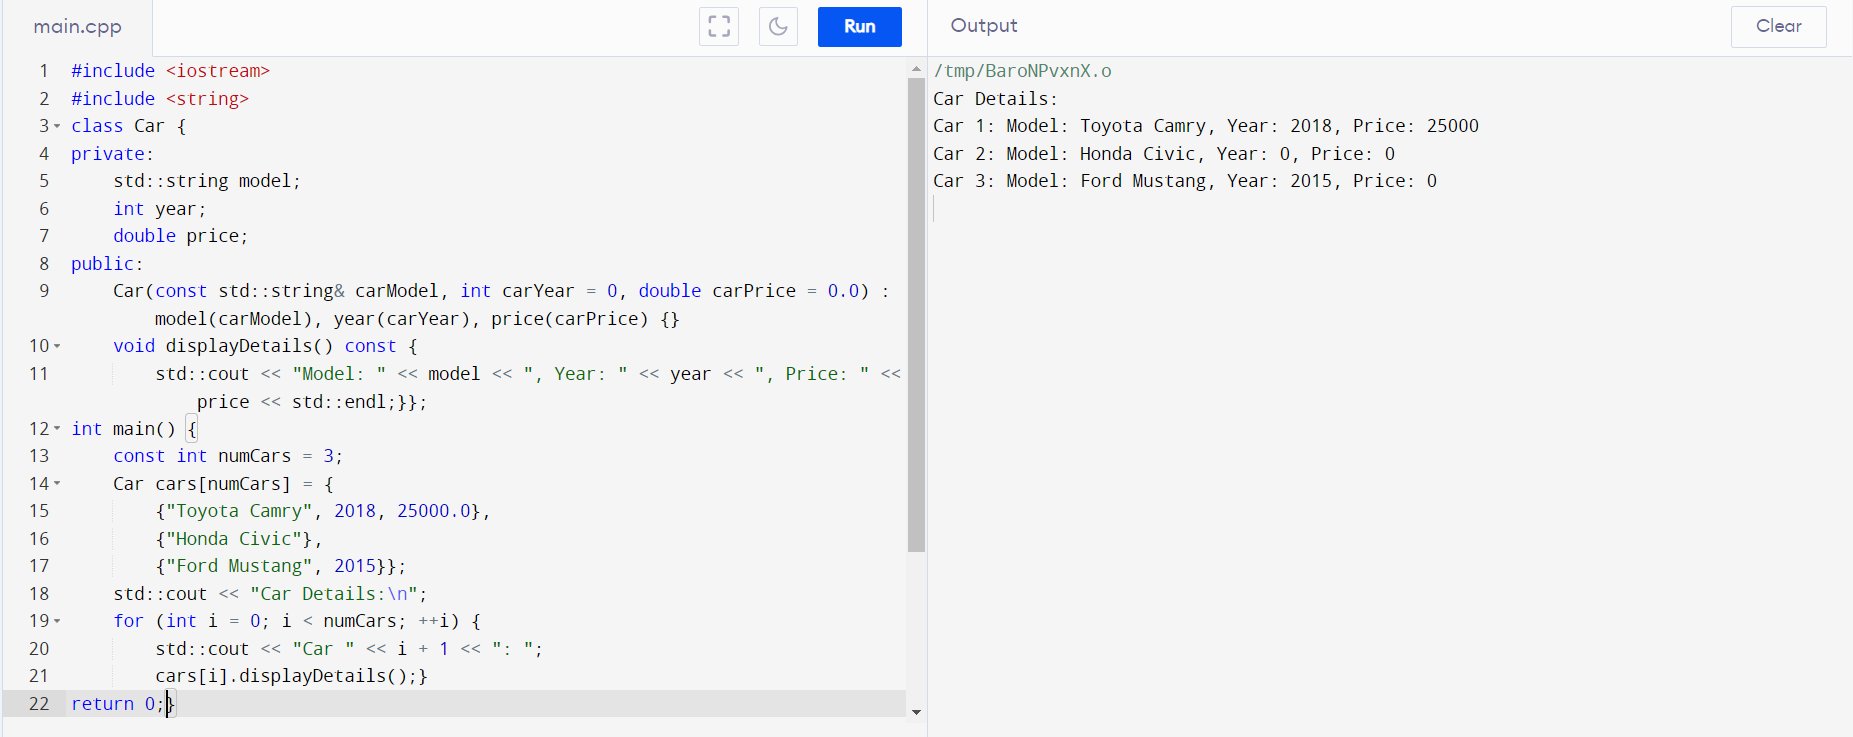 main.cpp
Run
Output
Clear
1 #include <iostream>
2 #include <string>
3 class Car {
4 private:
5     std::string model;
6     int year;
7     double price;
8 public:
9     Car(const std::string& carModel, int carYear = 0, double carPrice = 0.0) :
        model(carModel), year(carYear), price(carPrice) {}
10     void displayDetails() const {
11         std::cout << "Model: " << model << ", Year: " << year << ", Price: " <<
            price << std::endl;}};
12 int main() {
13     const int numCars = 3;
14     Car cars[numCars] = {
15         {"Toyota Camry", 2018, 25000.0},
16         {"Honda Civic"},
17         {"Ford Mustang", 2015}};
18     std::cout << "Car Details:\n";
19     for (int i = 0; i < numCars; ++i) {
20         std::cout << "Car " << i + 1 << ": ";
21         cars[i].displayDetails();}
22 return 0;}
/tmp/BaroNPvxnX.o
Car Details:
Car 1: Model: Toyota Camry, Year: 2018, Price: 25000
Car 2: Model: Honda Civic, Year: 0, Price: 0
Car 3: Model: Ford Mustang, Year: 2015, Price: 0